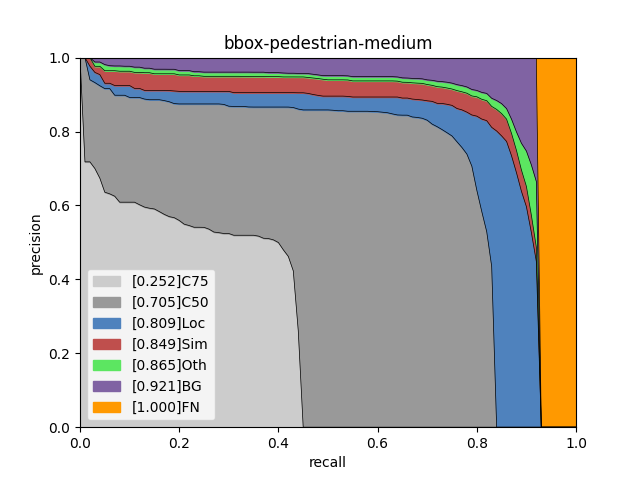 bbox-pedestrian-medium
1.0
0.8
0.6
0.4
0.2
0.0
precision
[0.252]C75
[0.705]C50
[0.809]Loc
[0.849]Sim
[0.865]Oth
[0.921]BG
[1.000]FN
0.0 0.2 0.4 0.6 0.8 1.0
recall